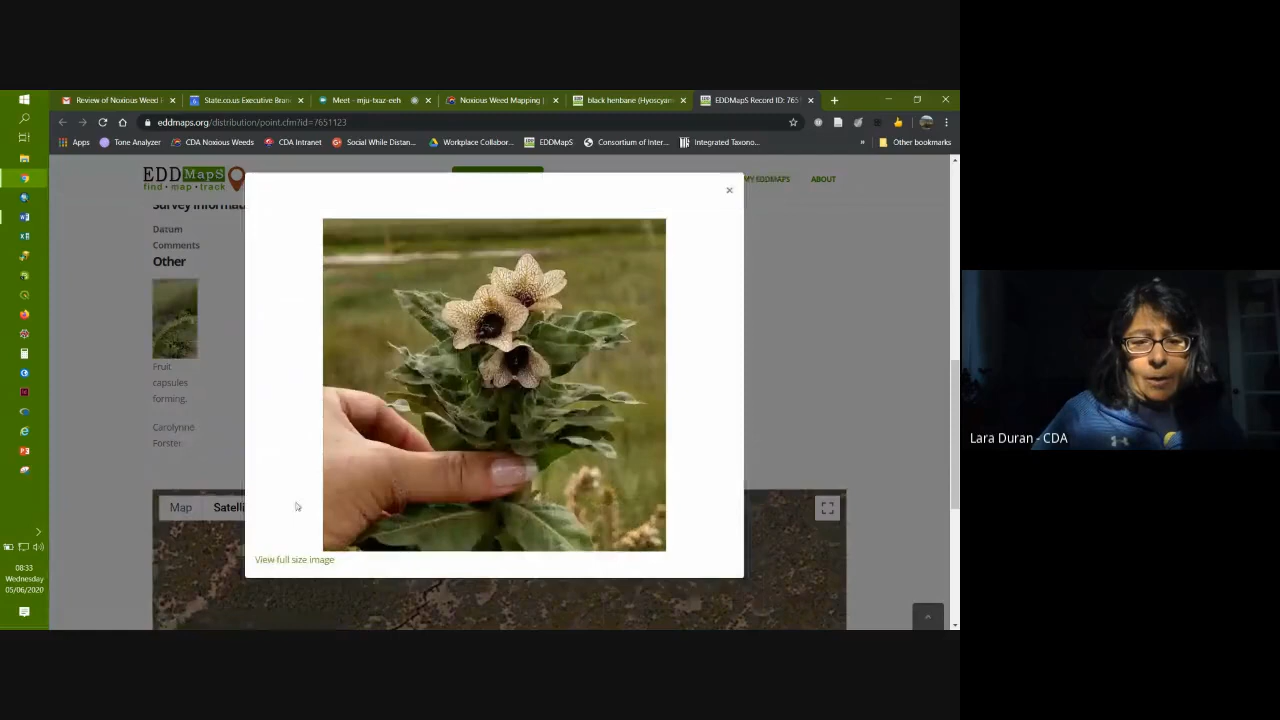 Review of Noxious Weed
State.co.us Executive Bran
Meet - mju-txaz-eeh
Noxious Weed Mapping |
black henbane (Hyoscyam
EDDMapS Record ID: 765
eddmaps.org/distribution/point.cfm?id=7651123
Apps
Tone Analyzer
CDA Noxious Weeds
CDA Intranet
Social While Distan...
Workplace Collabor...
EDDMapS
Consortium of Inter...
Integrated Taxono...
»
Other bookmarks
EDDMapS
find • map • track
MY EDDMAPS
ABOUT
Survey Informati
Datum
Comments
Other
Fruit
capsules
forming.
Carolynne
Forster
Map
Satelli
View full size image
08:33
Wednesday
05/06/2020
Lara Duran - CDA